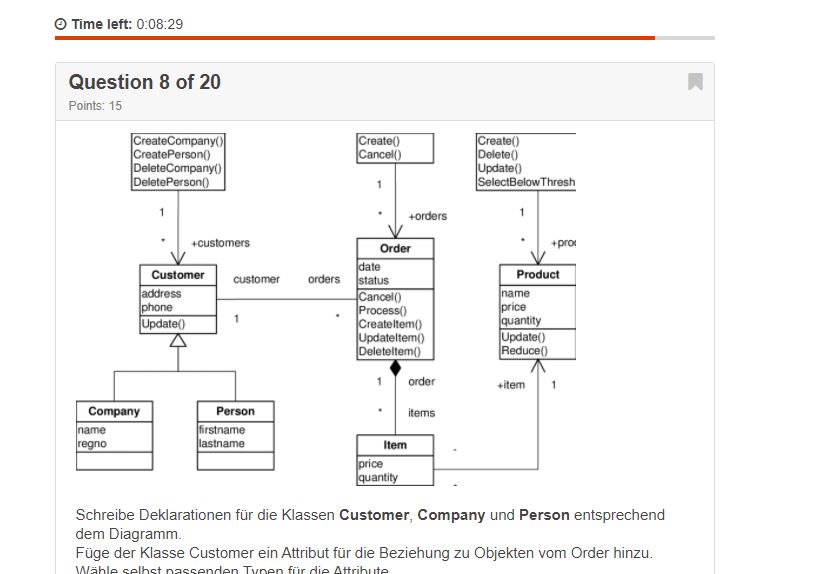 Time left: 0:08:29
Question 8 of 20
Points: 15
CreateCompany()
CreatePerson()
DeleteCompany()
DeletePerson()
Create()
Cancel()
Create()
Delete()
Update()
SelectBelowThresh
1
*
+customers
1
*
+orders
1
*
+pro
Customer
address
phone
Update()
customer
orders
1
*
Order
date
status
Cancel()
Process()
CreateItem()
UpdateItem()
DeleteItem()
Product
name
price
quantity
Update()
Reduce()
Company
name
regno
Person
firstname
lastname
1
order
*
items
+item
1
Item
price
quantity
Schreibe Deklarationen für die Klassen Customer, Company und Person entsprechend
dem Diagramm.
Füge der Klasse Customer ein Attribut für die Beziehung zu Objekten vom Order hinzu.
Wähle selbst passenden Typen für die Attribute